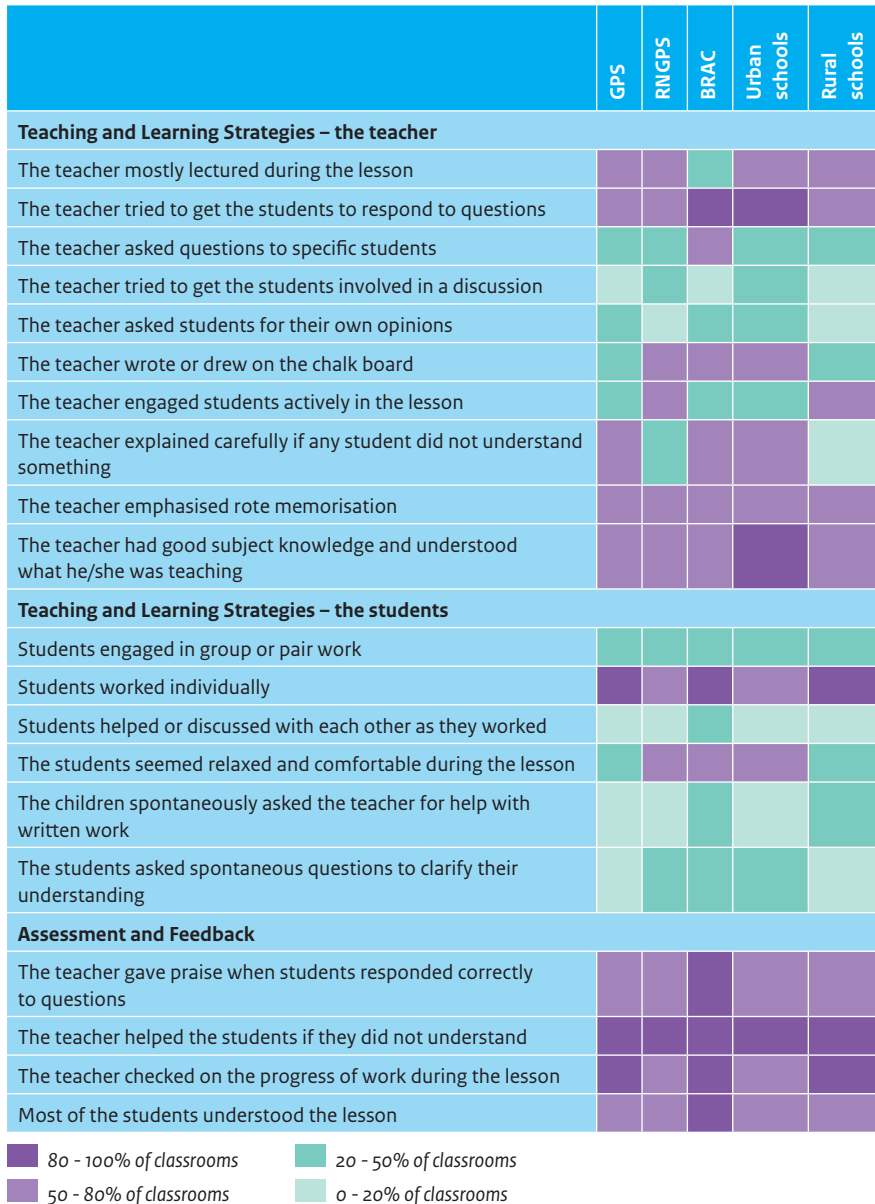 GPS
RNGPS
BRAC
Urban
schools
Rural
schools
Teaching and Learning Strategies – the teacher
The teacher mostly lectured during the lesson
The teacher tried to get the students to respond to questions
The teacher asked questions to specific students
The teacher tried to get the students involved in a discussion
The teacher asked students for their own opinions
The teacher wrote or drew on the chalk board
The teacher engaged students actively in the lesson
The teacher explained carefully if any student did not understand
something
The teacher emphasised rote memorisation
The teacher had good subject knowledge and understood
what he/she was teaching
Teaching and Learning Strategies – the students
Students engaged in group or pair work
Students worked individually
Students helped or discussed with each other as they worked
The students seemed relaxed and comfortable during the lesson
The children spontaneously asked the teacher for help with
written work
The students asked spontaneous questions to clarify their
understanding
Assessment and Feedback
The teacher gave praise when students responded correctly
to questions
The teacher helped the students if they did not understand
The teacher checked on the progress of work during the lesson
Most of the students understood the lesson
80 - 100% of classrooms
20 - 50% of classrooms
50 - 80% of classrooms
0 - 20% of classrooms